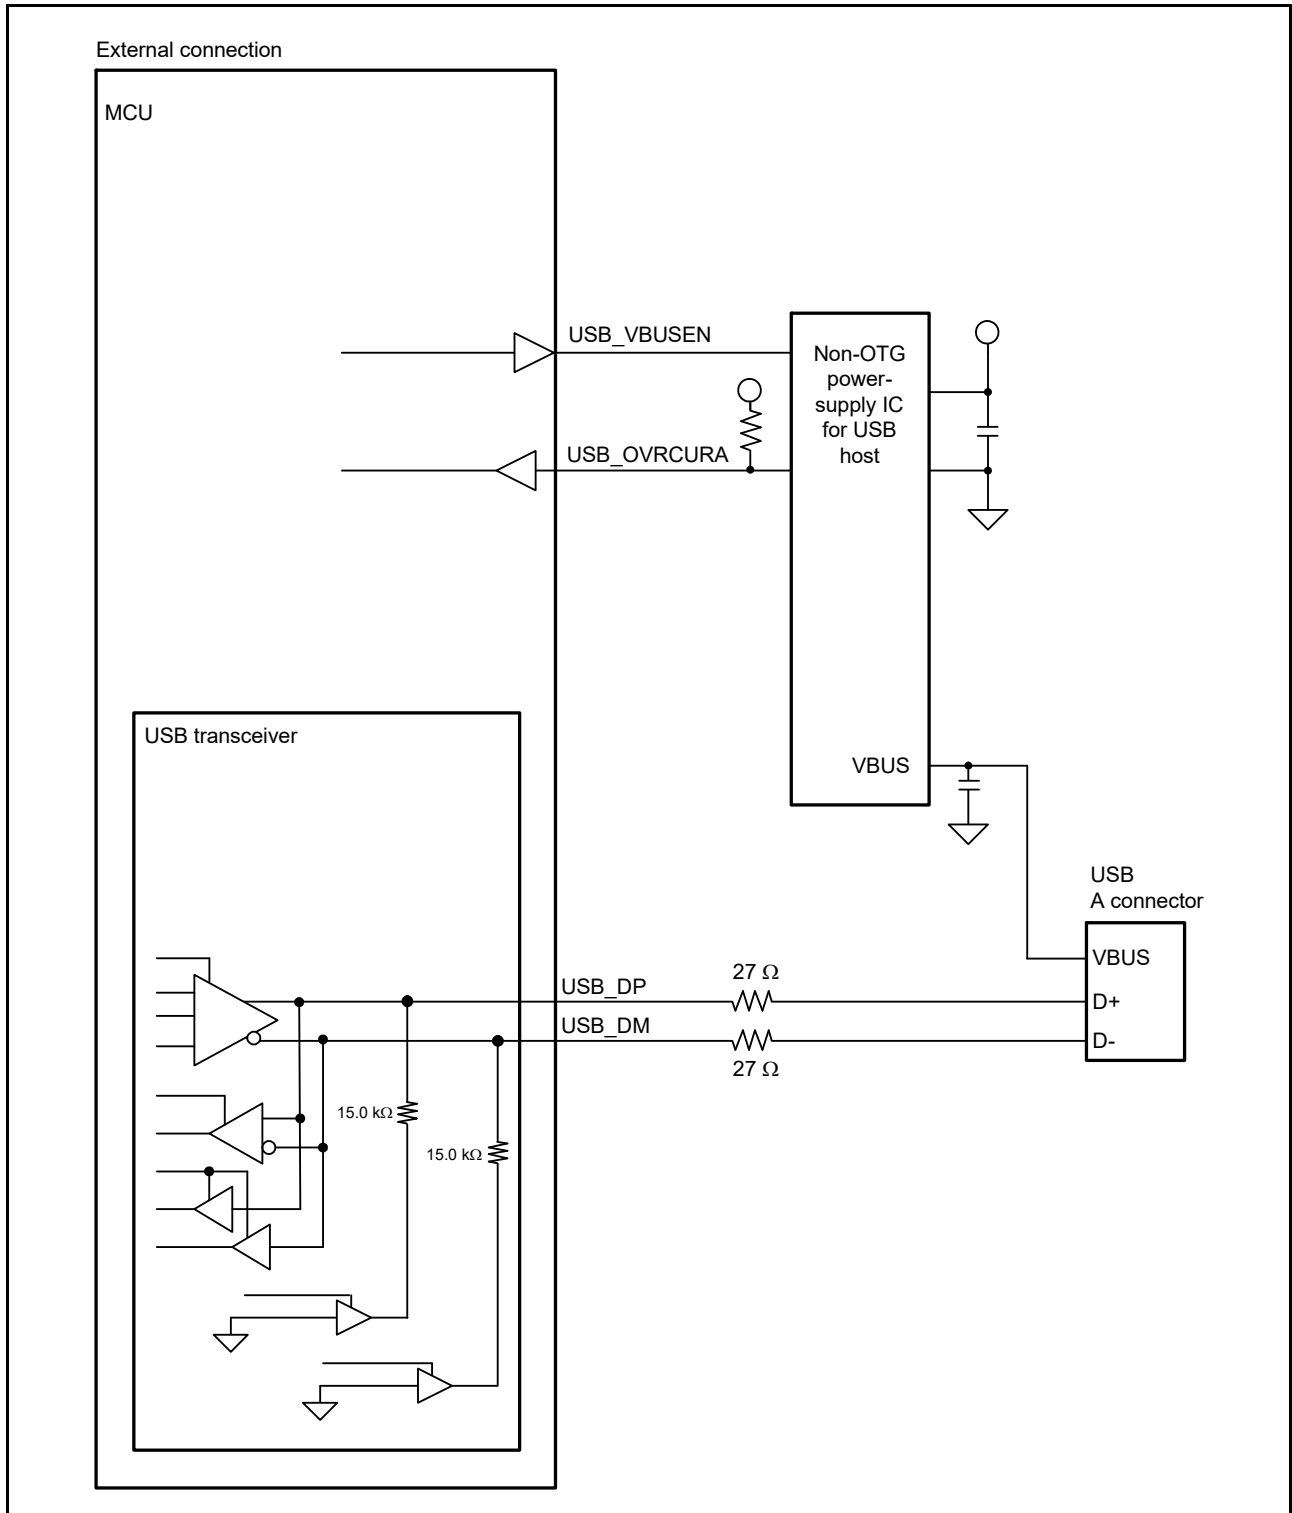 External connection
MCU
USB_VBUSEN
Non-OTG
power-
supply IC
for USB
host
USB_OVRCURA
USB transceiver
VBUS
USB
A connector
VBUS
27 Ω
USB_DP
D+
USB_DM
D-
27 Ω
15.0 kΩ
15.0 kΩ